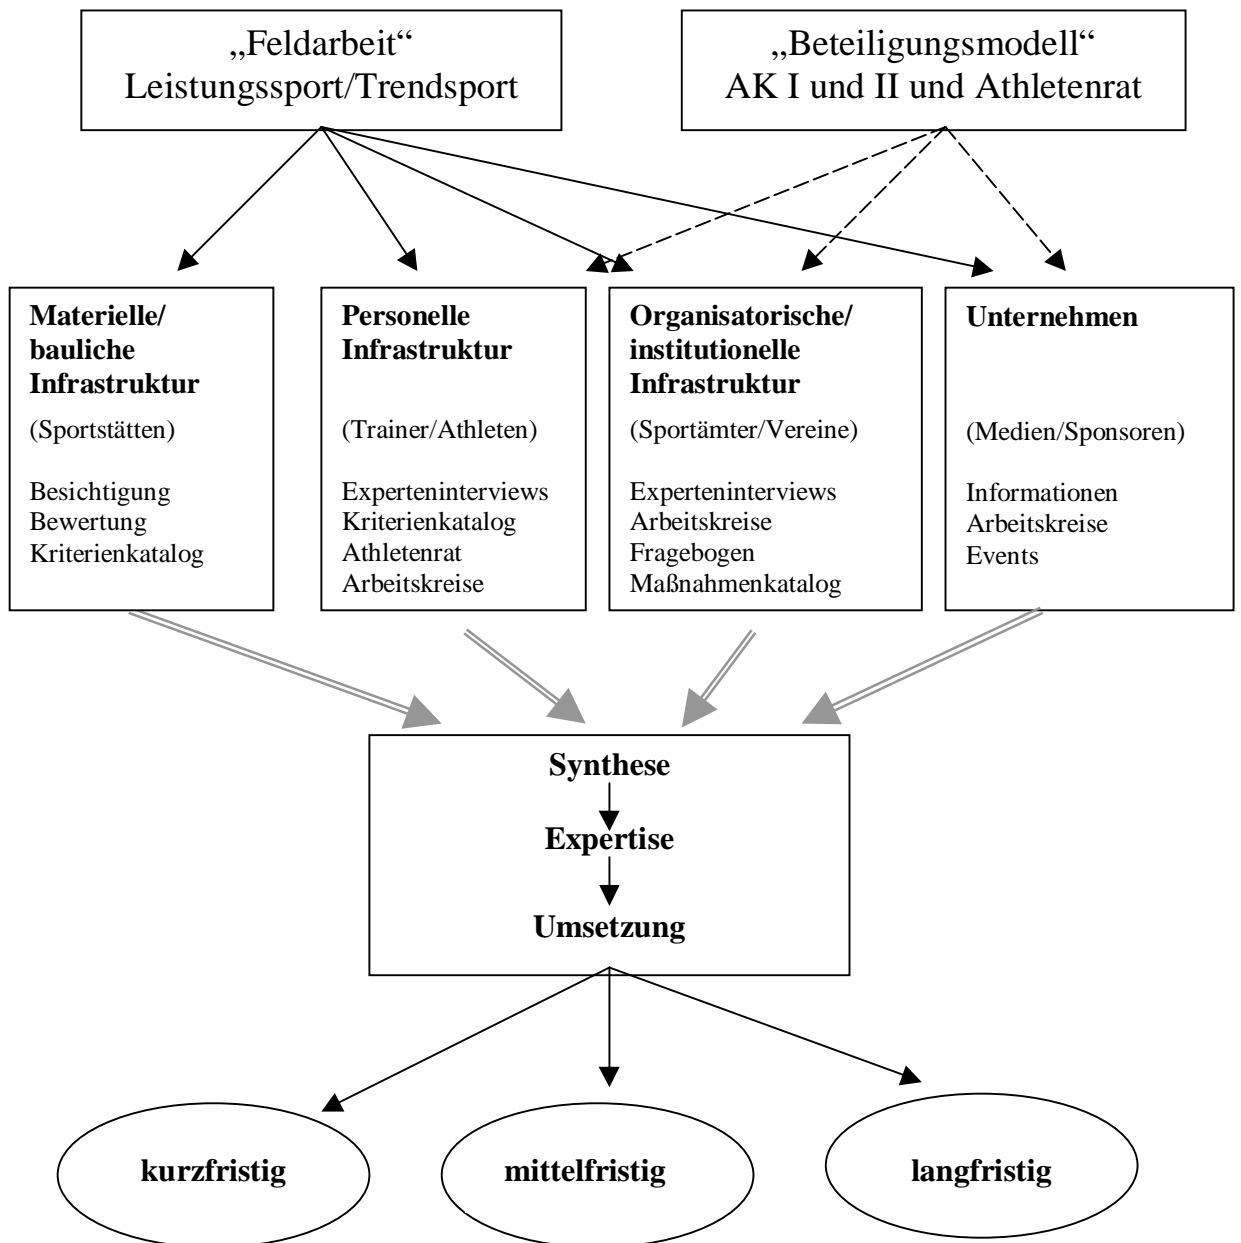 „Feldarbeit“
Leistungssport/Trendsport
„Beteiligungsmodell“
AK I und II und Athletenrat
Materielle/
bauliche
Infrastruktur
(Sportstätten)
Besichtigung
Bewertung
Kriterienkatalog
Personelle
Infrastruktur
(Trainer/Athleten)
Experteninterviews
Kriterienkatalog
Athletenrat
Arbeitskreise
Organisatorische/
institutionelle
Infrastruktur
(Sportämter/Vereine)
Experteninterviews
Arbeitskreise
Fragebogen
Maßnahmenkatalog
Unternehmen
(Medien/Sponsoren)
Informationen
Arbeitskreise
Events
Synthese
Expertise
Umsetzung
kurzfristig
mittelfristig
langfristig